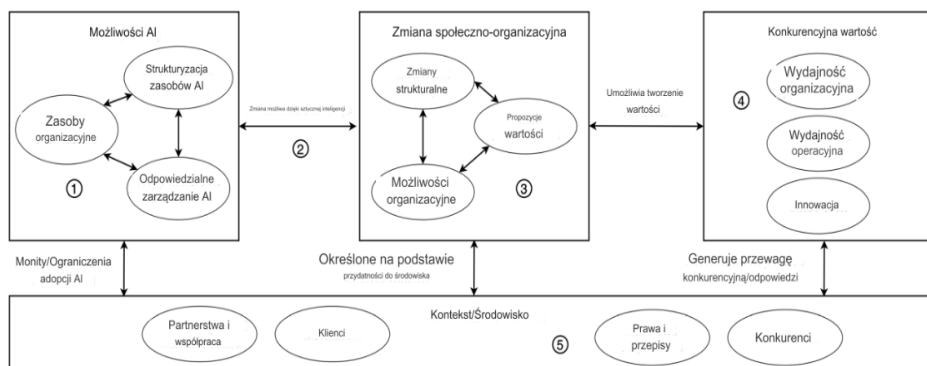 Możliwości AI
Strukturyzacja
zasobów AI
Zasoby
organizacyjne
Odpowiedzialne
zarządzanie AI
1
Zmiana możliwa dzięki sztucznej inteligencji
2
Zmiana społeczno-organizacyjna
Zmiany
strukturalne
Propozycje
wartości
Możliwości
organizacyjne
3
Umożliwia tworzenie
wartości
Konkurencyjna wartość
4
Wydajność
organizacyjna
Wydajność
operacyjna
Innowacja
Monity/Ograniczenia
adopcji AI
Określone na podstawie
przydatności do środowiska
Generuje przewagę
konkurencyjną/odpowiedzi
Kontekst/Środowisko
Partnerstwa i
współpraca
Klienci
5
Prawa i
przepisy
Konkurenci